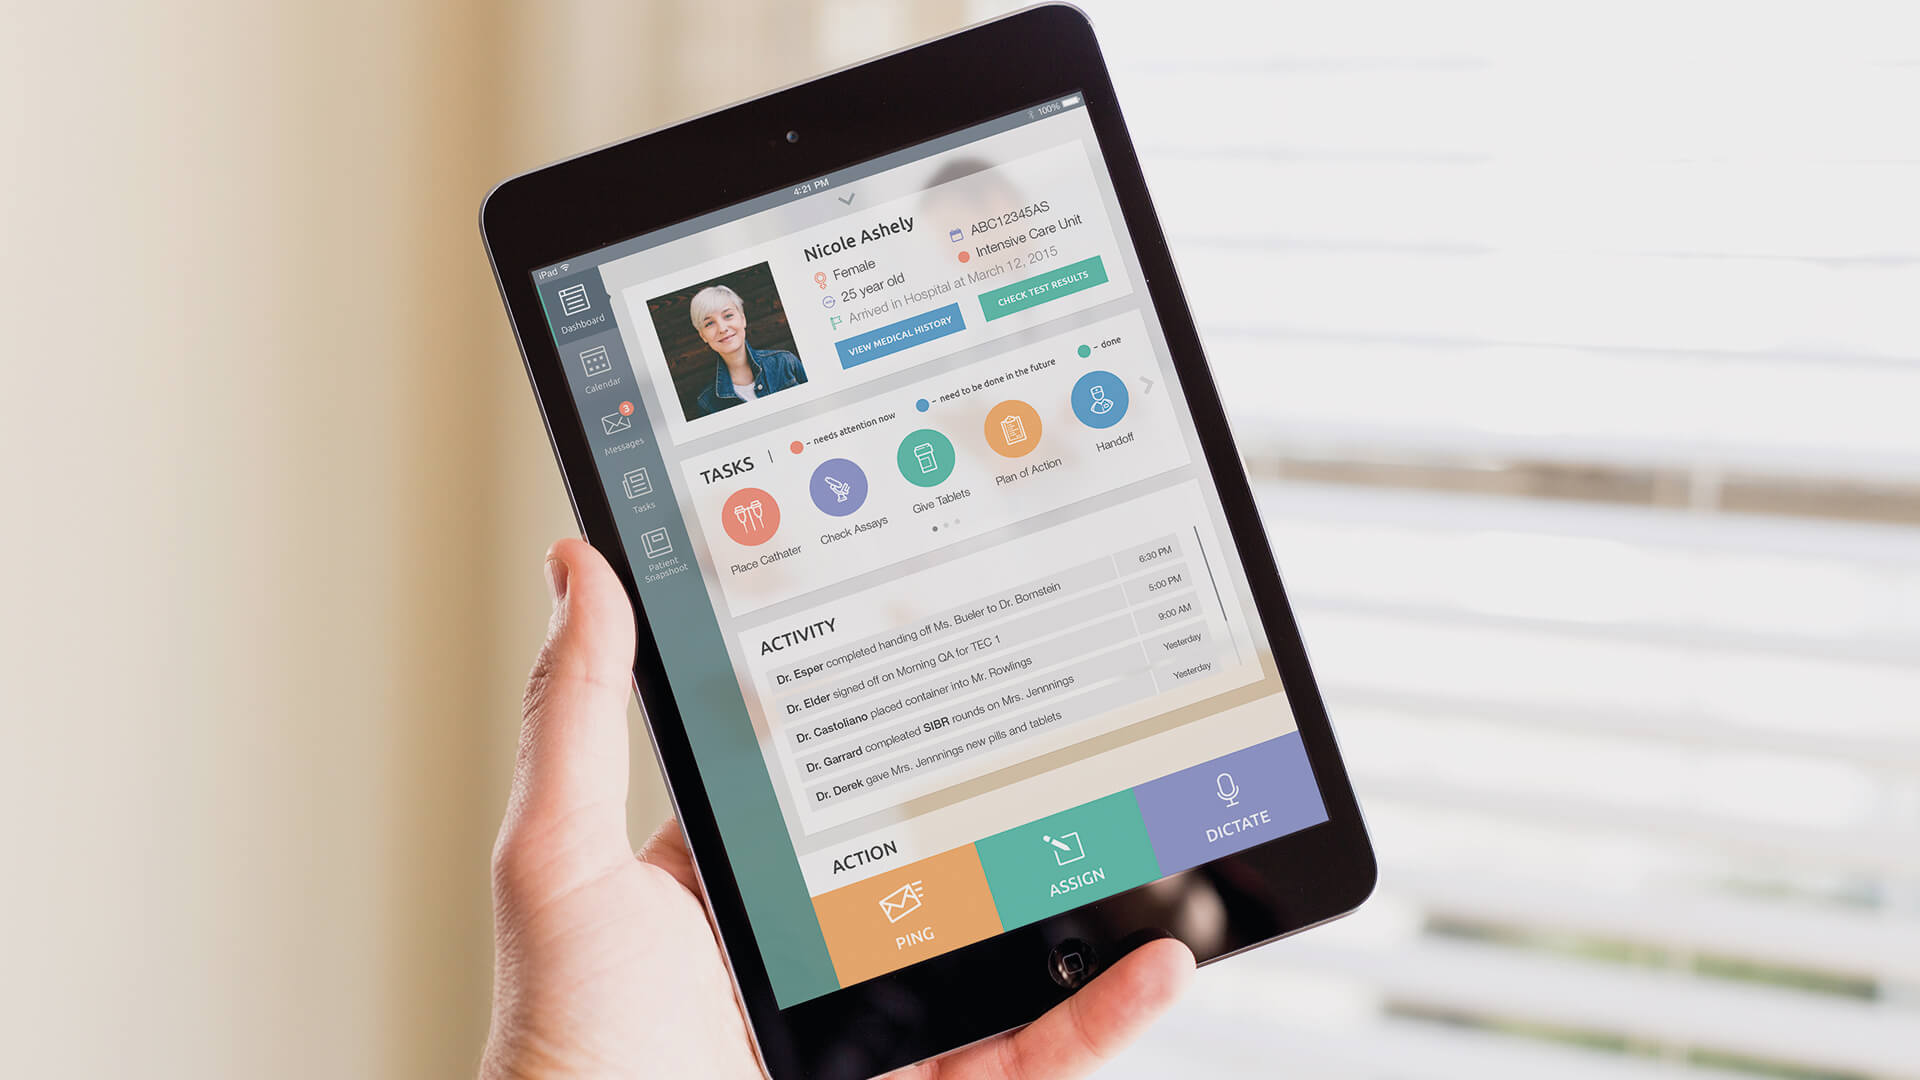 iPad
4:21 PM
100%
Dashboard
Calendar
3
Messages
Tasks
Patient
Snapshoot
Nicole Ashely
Female
25 year old
Arrived in Hospital at March 12, 2015
ABC12345AS
Intensive Care Unit
VIEW MEDICAL HISTORY
CHECK TEST RESULTS
TASKS
- needs attention now
- need to be done in the future
- done
Place Cathater
Check Assays
Give Tablets
Plan of Action
Handoff
ACTIVITY
Dr. Esper completed handing off Ms. Bueler to Dr. Bornstein 6:30 PM
Dr. Elder signed off on Morning QA for TEC 1 5:00 PM
Dr. Castoliano placed container into Mr. Rowlings 9:00 AM
Dr. Garrard compleated SIBR rounds on Mrs. Jennnings Yesterday
Dr. Derek gave Mrs. Jennnings new pills and tablets Yesterday
ACTION
PING
ASSIGN
DICTATE